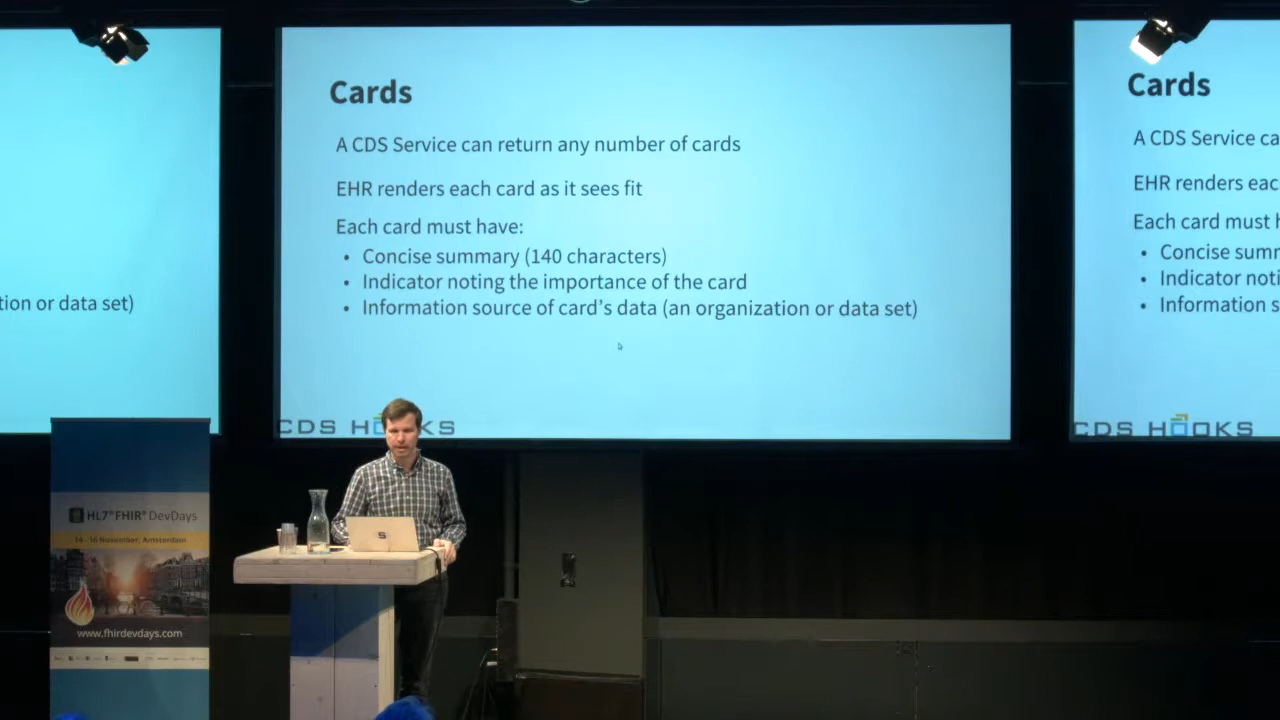 Cards
A CDS Service can return any number of cards
EHR renders each card as it sees fit
Each card must have:
• Concise summary (140 characters)
• Indicator noting the importance of the card
• Information source of card's data (an organization or data set)
CDS HOOKS
tion or data set)
Cards
A CDS Service ca
EHR renders eac
Each card must h
• Concise summ
• Indicator noti
• Information s
CDS HOOKS
HL7® FHIR® DevDays
14 - 16 November, Amsterdam
www.fhirdevdays.com